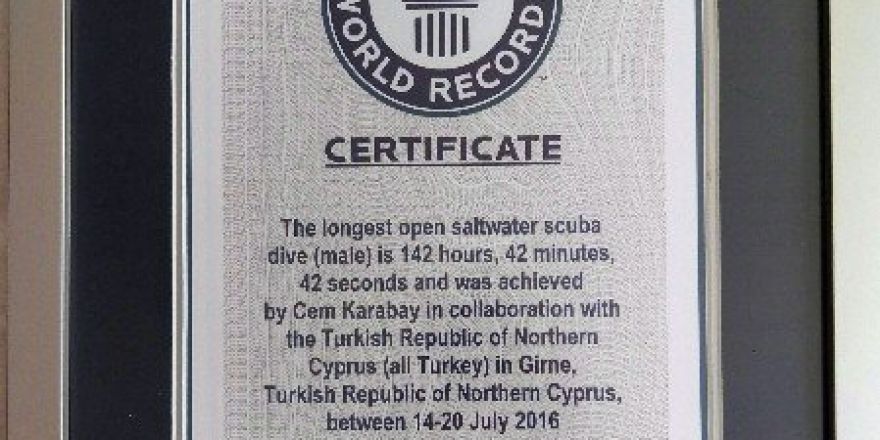 WORLD RECORD
CERTIFICATE
The longest open saltwater scuba
dive (male) is 142 hours, 42 minutes,
42 seconds and was achieved
by Cem Karabay in collaboration with
the Turkish Republic of Northern
Cyprus (all Turkey) in Girne,
Turkish Republic of Northern Cyprus,
between 14-20 July 2016